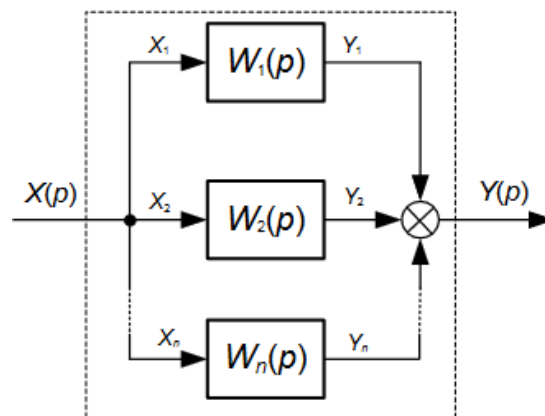 X₁ W₁(p) Y₁
X(p) X₂ W₂(p) Y₂ Y(p)
Xₙ Wₙ(p) Yₙ